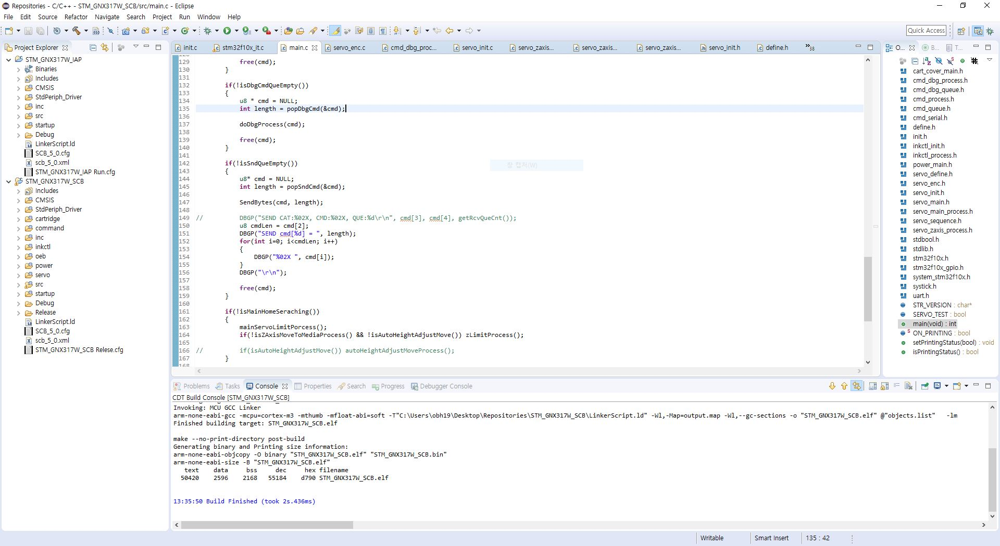 Repositories - C/C++ - STM_GNX317W_SCB/src/main.c - Eclipse
File Edit Source Refactor Navigate Search Project Run Window Help
Quick Access
Project Explorer
STM_GNX317W_IAP
Binaries
Includes
CMSIS
StdPeriph_Driver
inc
src
startup
Debug
LinkerScript.ld
SCB_5_0.cfg
scb_5_0.xml
STM_GNX317W_IAP Run.cfg
STM_GNX317W_SCB
Includes
CMSIS
StdPeriph_Driver
cartridge
command
inc
inkctl
oeb
power
servo
src
startup
Debug
Release
LinkerScript.ld
SCB_5_0.cfg
scb_5_0.xml
STM_GNX317W_SCB Relese.cfg
init.c stm32f10x_it.c main.c servo_enc.c cmd_dbg_proc... servo_init.c servo_zaxis... servo_zaxis... servo_zaxis... servo_init.h define.h »38
128
129 free(cmd);
130 }
131
132 if(!isDbgCmdQueEmpty())
133 {
134 u8 * cmd = NULL;
135 int length = popDbgCmd(&cmd);
136
137 doDbgProcess(cmd);
138
139 free(cmd);
140 }
141
142 if(!isSndQueEmpty())
143 {
144 u8* cmd = NULL;
145 int length = popSndCmd(&cmd);
146
147 SendBytes(cmd, length);
148
149 // DBGP("SEND CAT:%02X, CMD:%02X, QUE:%d\r\n", cmd[3], cmd[4], getRcvQueCnt());
150 u8 cmdLen = cmd[2];
151 DBGP("SEND cmd[%d] = ", length);
152 for(int i=0; i<cmdLen; i++)
153 {
154 DBGP("%02X ", cmd[i]);
155 }
156 DBGP("\r\n");
157
158 free(cmd);
159 }
160
161 if(!isMainHomeSeraching())
162 {
163 mainServoLimitPorcess();
164 if(!isZAxisMoveToMediaProcess() && !isAutoHeightAdjustMove()) zLimitProcess();
165
166 // if(isAutoHeightAdjustMove()) autoHeightAdjustMoveProcess();
167 }
168
창 캡처(W)
O... B... T...
cart_cover_main.h
cmd_dbg_process.h
cmd_dbg_queue.h
cmd_process.h
cmd_queue.h
cmd_serial.h
define.h
init.h
inkctl_init.h
inkctl_process.h
power_main.h
servo_define.h
servo_enc.h
servo_init.h
servo_main.h
servo_main_process.h
servo_sequence.h
servo_zaxis_process.h
stdbool.h
stdlib.h
stm32f10x.h
stm32f10x_gpio.h
system_stm32f10x.h
systick.h
uart.h
STR_VERSION : char*
SERVO_TEST : bool
main(void) : int
ON_PRINTING : bool
setPrintingStatus(bool) : void
isPrintingStatus() : bool
Problems Tasks Console Properties Search Progress Debugger Console
CDT Build Console [STM_GNX317W_SCB]
Invoking: MCU GCC Linker
arm-none-eabi-gcc -mcpu=cortex-m3 -mthumb -mfloat-abi=soft -T"C:\Users\obh19\Desktop\Repositories\STM_GNX317W_SCB\LinkerScript.ld" -Wl,-Map=output.map -Wl,--gc-sections -o "STM_GNX317W_SCB.elf" @"objects.list" -lm
Finished building target: STM_GNX317W_SCB.elf
make --no-print-directory post-build
Generating binary and Printing size information:
arm-none-eabi-objcopy -O binary "STM_GNX317W_SCB.elf" "STM_GNX317W_SCB.bin"
arm-none-eabi-size -B "STM_GNX317W_SCB.elf"
text data bss dec hex filename
50420 2596 2168 55184 d790 STM_GNX317W_SCB.elf
13:35:50 Build Finished (took 2s.436ms)
Writable Smart Insert 135 : 42